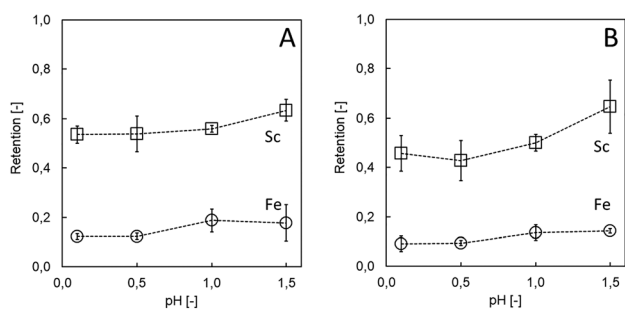 A
1,0
0,8
0,6
0,4
0,2
0,0
Retention [-]
Sc
Fe
0,0 0,5 1,0 1,5
pH [-]
B
1,0
0,8
0,6
0,4
0,2
0,0
Retention [-]
Sc
Fe
0,0 0,5 1,0 1,5
pH [-]